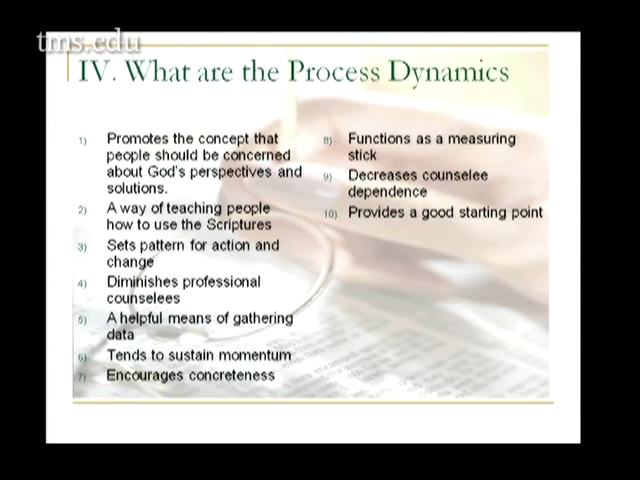 tms.edu
IV. What are the Process Dynamics
1) Promotes the concept that
people should be concerned
about God's perspectives and
solutions.
2) A way of teaching people
how to use the Scriptures
3) Sets pattern for action and
change
4) Diminishes professional
counselees
5) A helpful means of gathering
data
6) Tends to sustain momentum
7) Encourages concreteness
8) Functions as a measuring
stick
9) Decreases counselee
dependence
10) Provides a good starting point